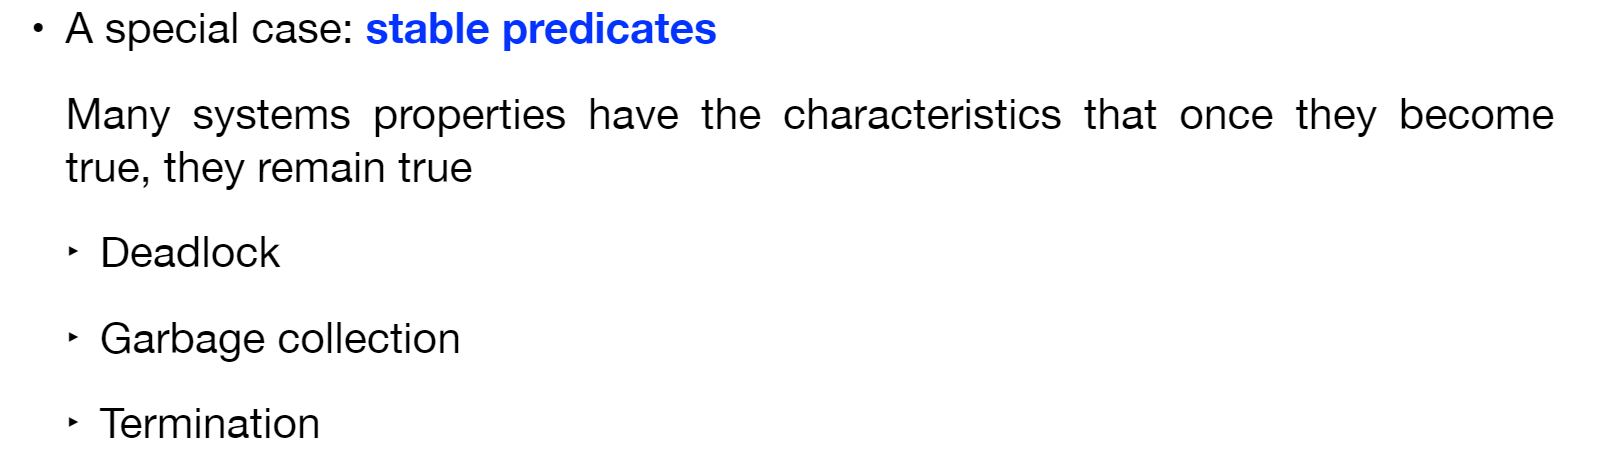 • A special case: stable predicates
Many systems properties have the characteristics that once they become
true, they remain true
‣ Deadlock
‣ Garbage collection
‣ Termination